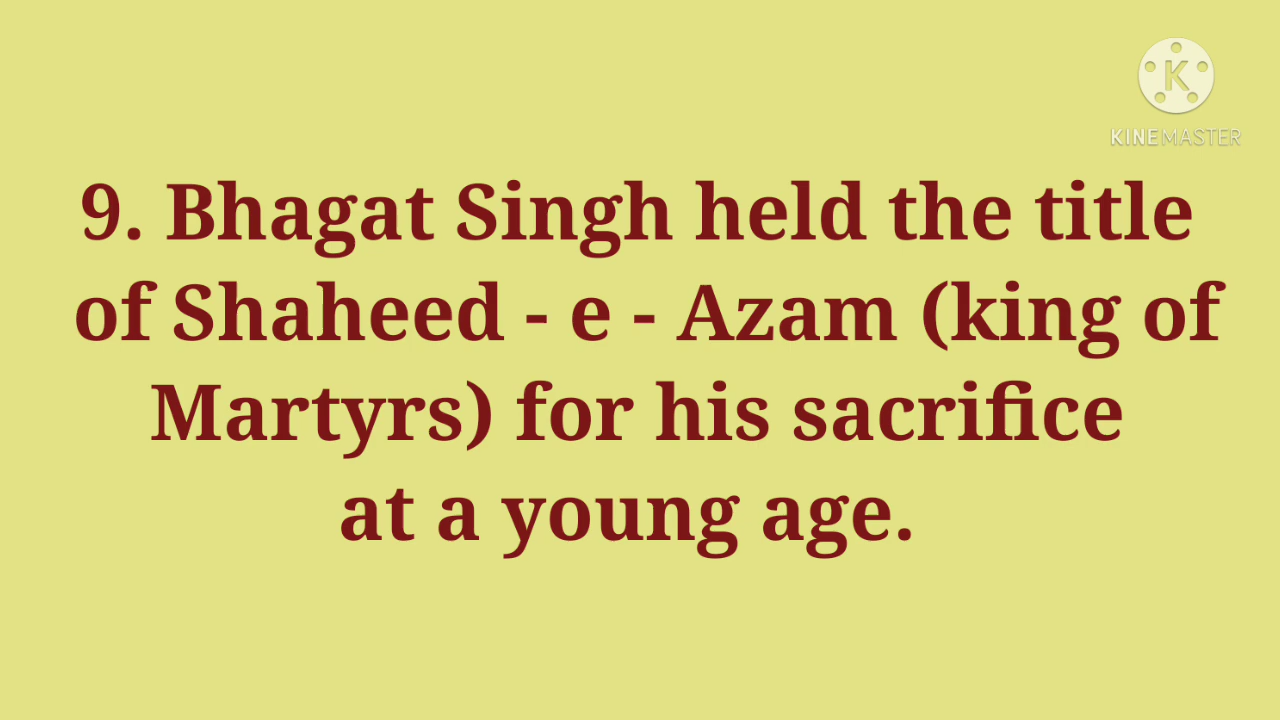 KINEMASTER
9. Bhagat Singh held the title
of Shaheed - e - Azam (king of
Martyrs) for his sacrifice
at a young age.